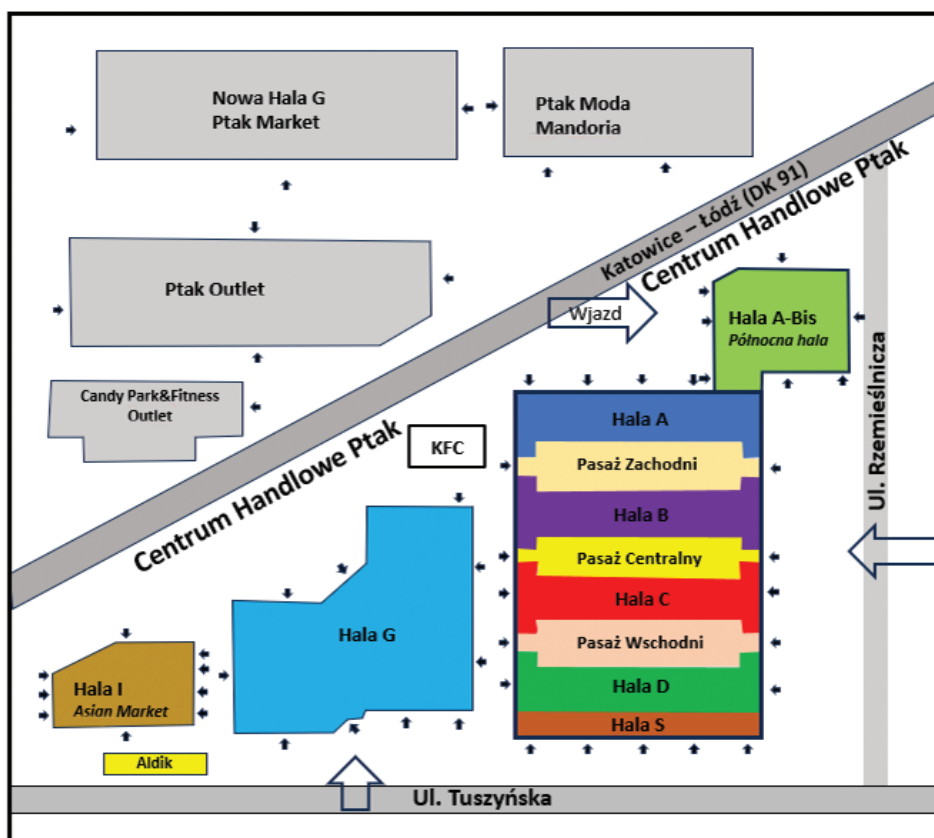 Nowa Hala G
Ptak Market
Ptak Moda
Mandoria
Katowice – Łódź (DK 91)
Centrum Handlowe Ptak
Ptak Outlet
Wjazd
Hala A-Bis
Północna hala
Candy Park&Fitness
Outlet
Centrum Handlowe Ptak
KFC
Hala A
Pasaż Zachodni
Hala B
Pasaż Centralny
Hala C
Pasaż Wschodni
Hala D
Hala S
Ul. Rzemieślnicza
Hala G
Hala I
Asian Market
Aldik
Ul. Tuszyńska